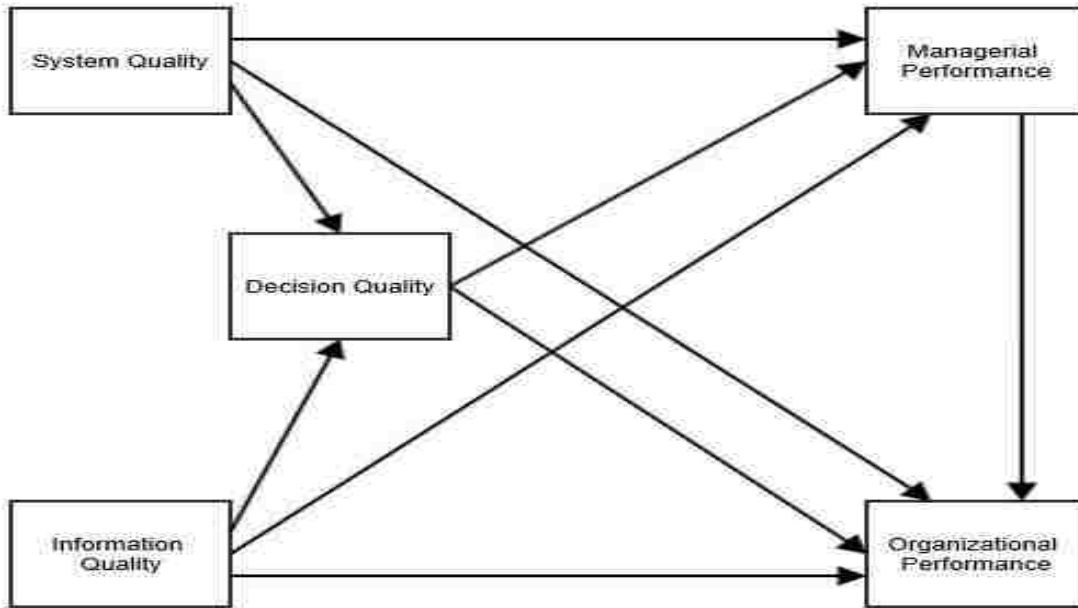 System Quality
Managerial
Performance
Decision Quality
Information
Quality
Organizational
Performance